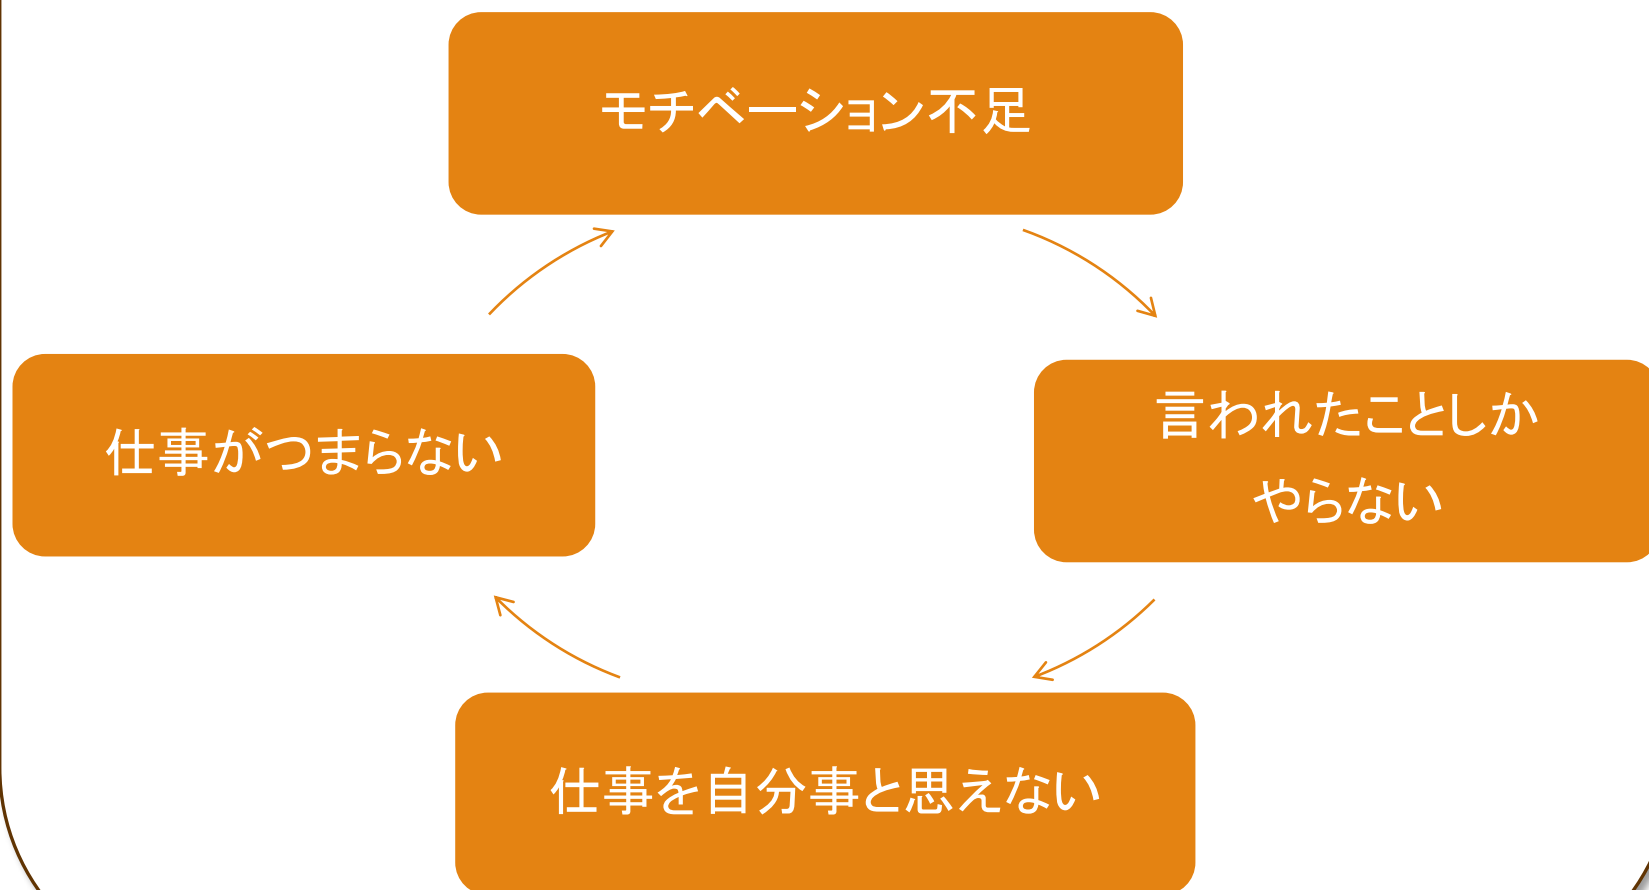 モチベーション不足
仕事がつまらない
言われたことしか
やらない
仕事を自分事と思えない